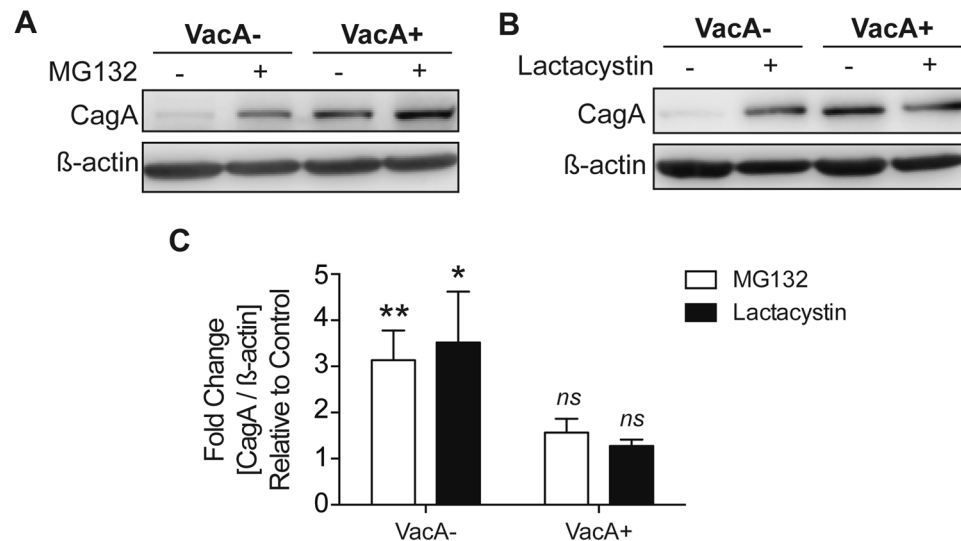 A
VacA- VacA+
MG132 - + - +
CagA
ß-actin
B
VacA- VacA+
Lactacystin - + - +
CagA
ß-actin
C
Fold Change
[CagA / ß-actin]
Relative to Control
5
4
3
2
1
0
** * ns ns
VacA- VacA+
MG132
Lactacystin